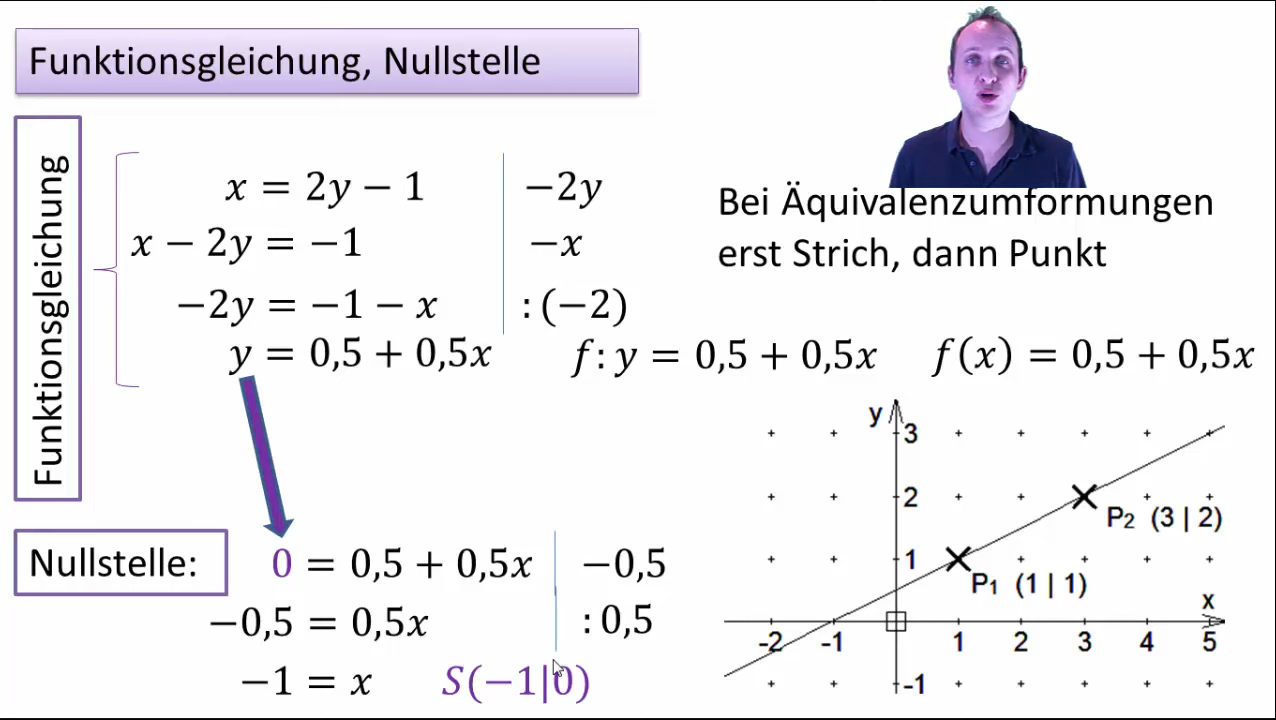 Funktionsgleichung, Nullstelle
Funktionsgleichung
x = 2y − 1 | −2y
x − 2y = −1 | −x
−2y = −1 − x | :(−2)
y = 0,5 + 0,5x
f: y = 0,5 + 0,5x
f(x) = 0,5 + 0,5x
Bei Äquivalenzumformungen
erst Strich, dann Punkt
Nullstelle:
0 = 0,5 + 0,5x | −0,5
−0,5 = 0,5x | :0,5
−1 = x
S(−1|0)
y
3
2
P2 (3 | 2)
1
P1 (1 | 1)
x
-2 -1 1 2 3 4 5
-1